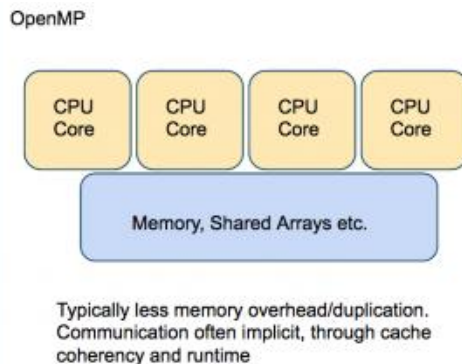 OpenMP
CPU Core
CPU Core
CPU Core
CPU Core
Memory, Shared Arrays etc.
Typically less memory overhead/duplication.
Communication often implicit, through cache
coherency and runtime